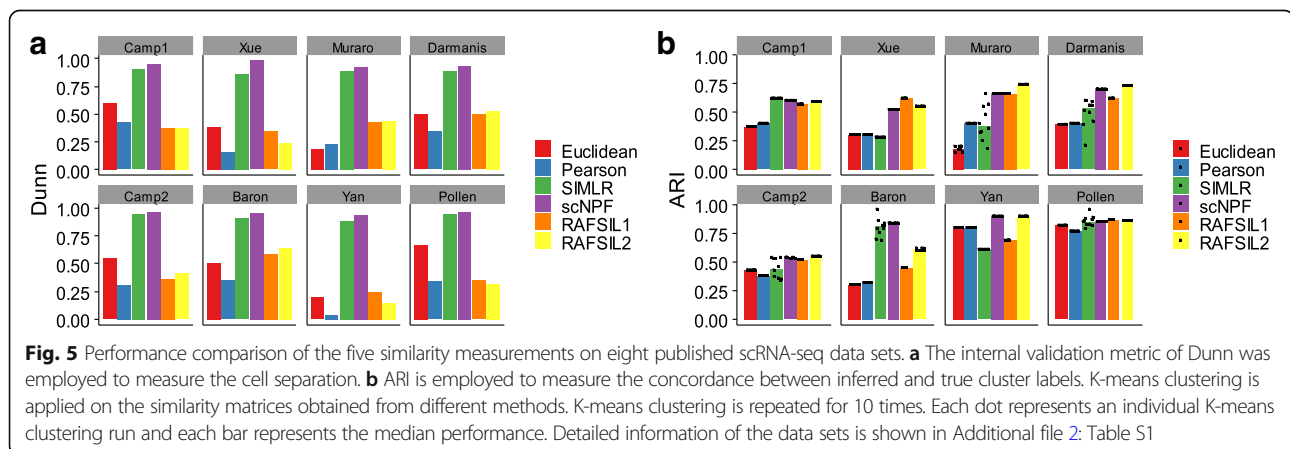 a
Camp1 Xue Muraro Darmanis
1.00
0.75
0.50
0.25
0.00
Camp2 Baron Yan Pollen
1.00
0.75
0.50
0.25
0.00
Dunn
Euclidean
Pearson
SIMLR
scNPF
RAFSIL1
RAFSIL2
b
Camp1 Xue Muraro Darmanis
1.00
0.75
0.50
0.25
0.00
Camp2 Baron Yan Pollen
1.00
0.75
0.50
0.25
0.00
ARI
Euclidean
Pearson
SIMLR
scNPF
RAFSIL1
RAFSIL2
Fig. 5 Performance comparison of the five similarity measurements on eight published scRNA-seq data sets. a The internal validation metric of Dunn was
employed to measure the cell separation. b ARI is employed to measure the concordance between inferred and true cluster labels. K-means clustering is
applied on the similarity matrices obtained from different methods. K-means clustering is repeated for 10 times. Each dot represents an individual K-means
clustering run and each bar represents the median performance. Detailed information of the data sets is shown in Additional file 2: Table S1